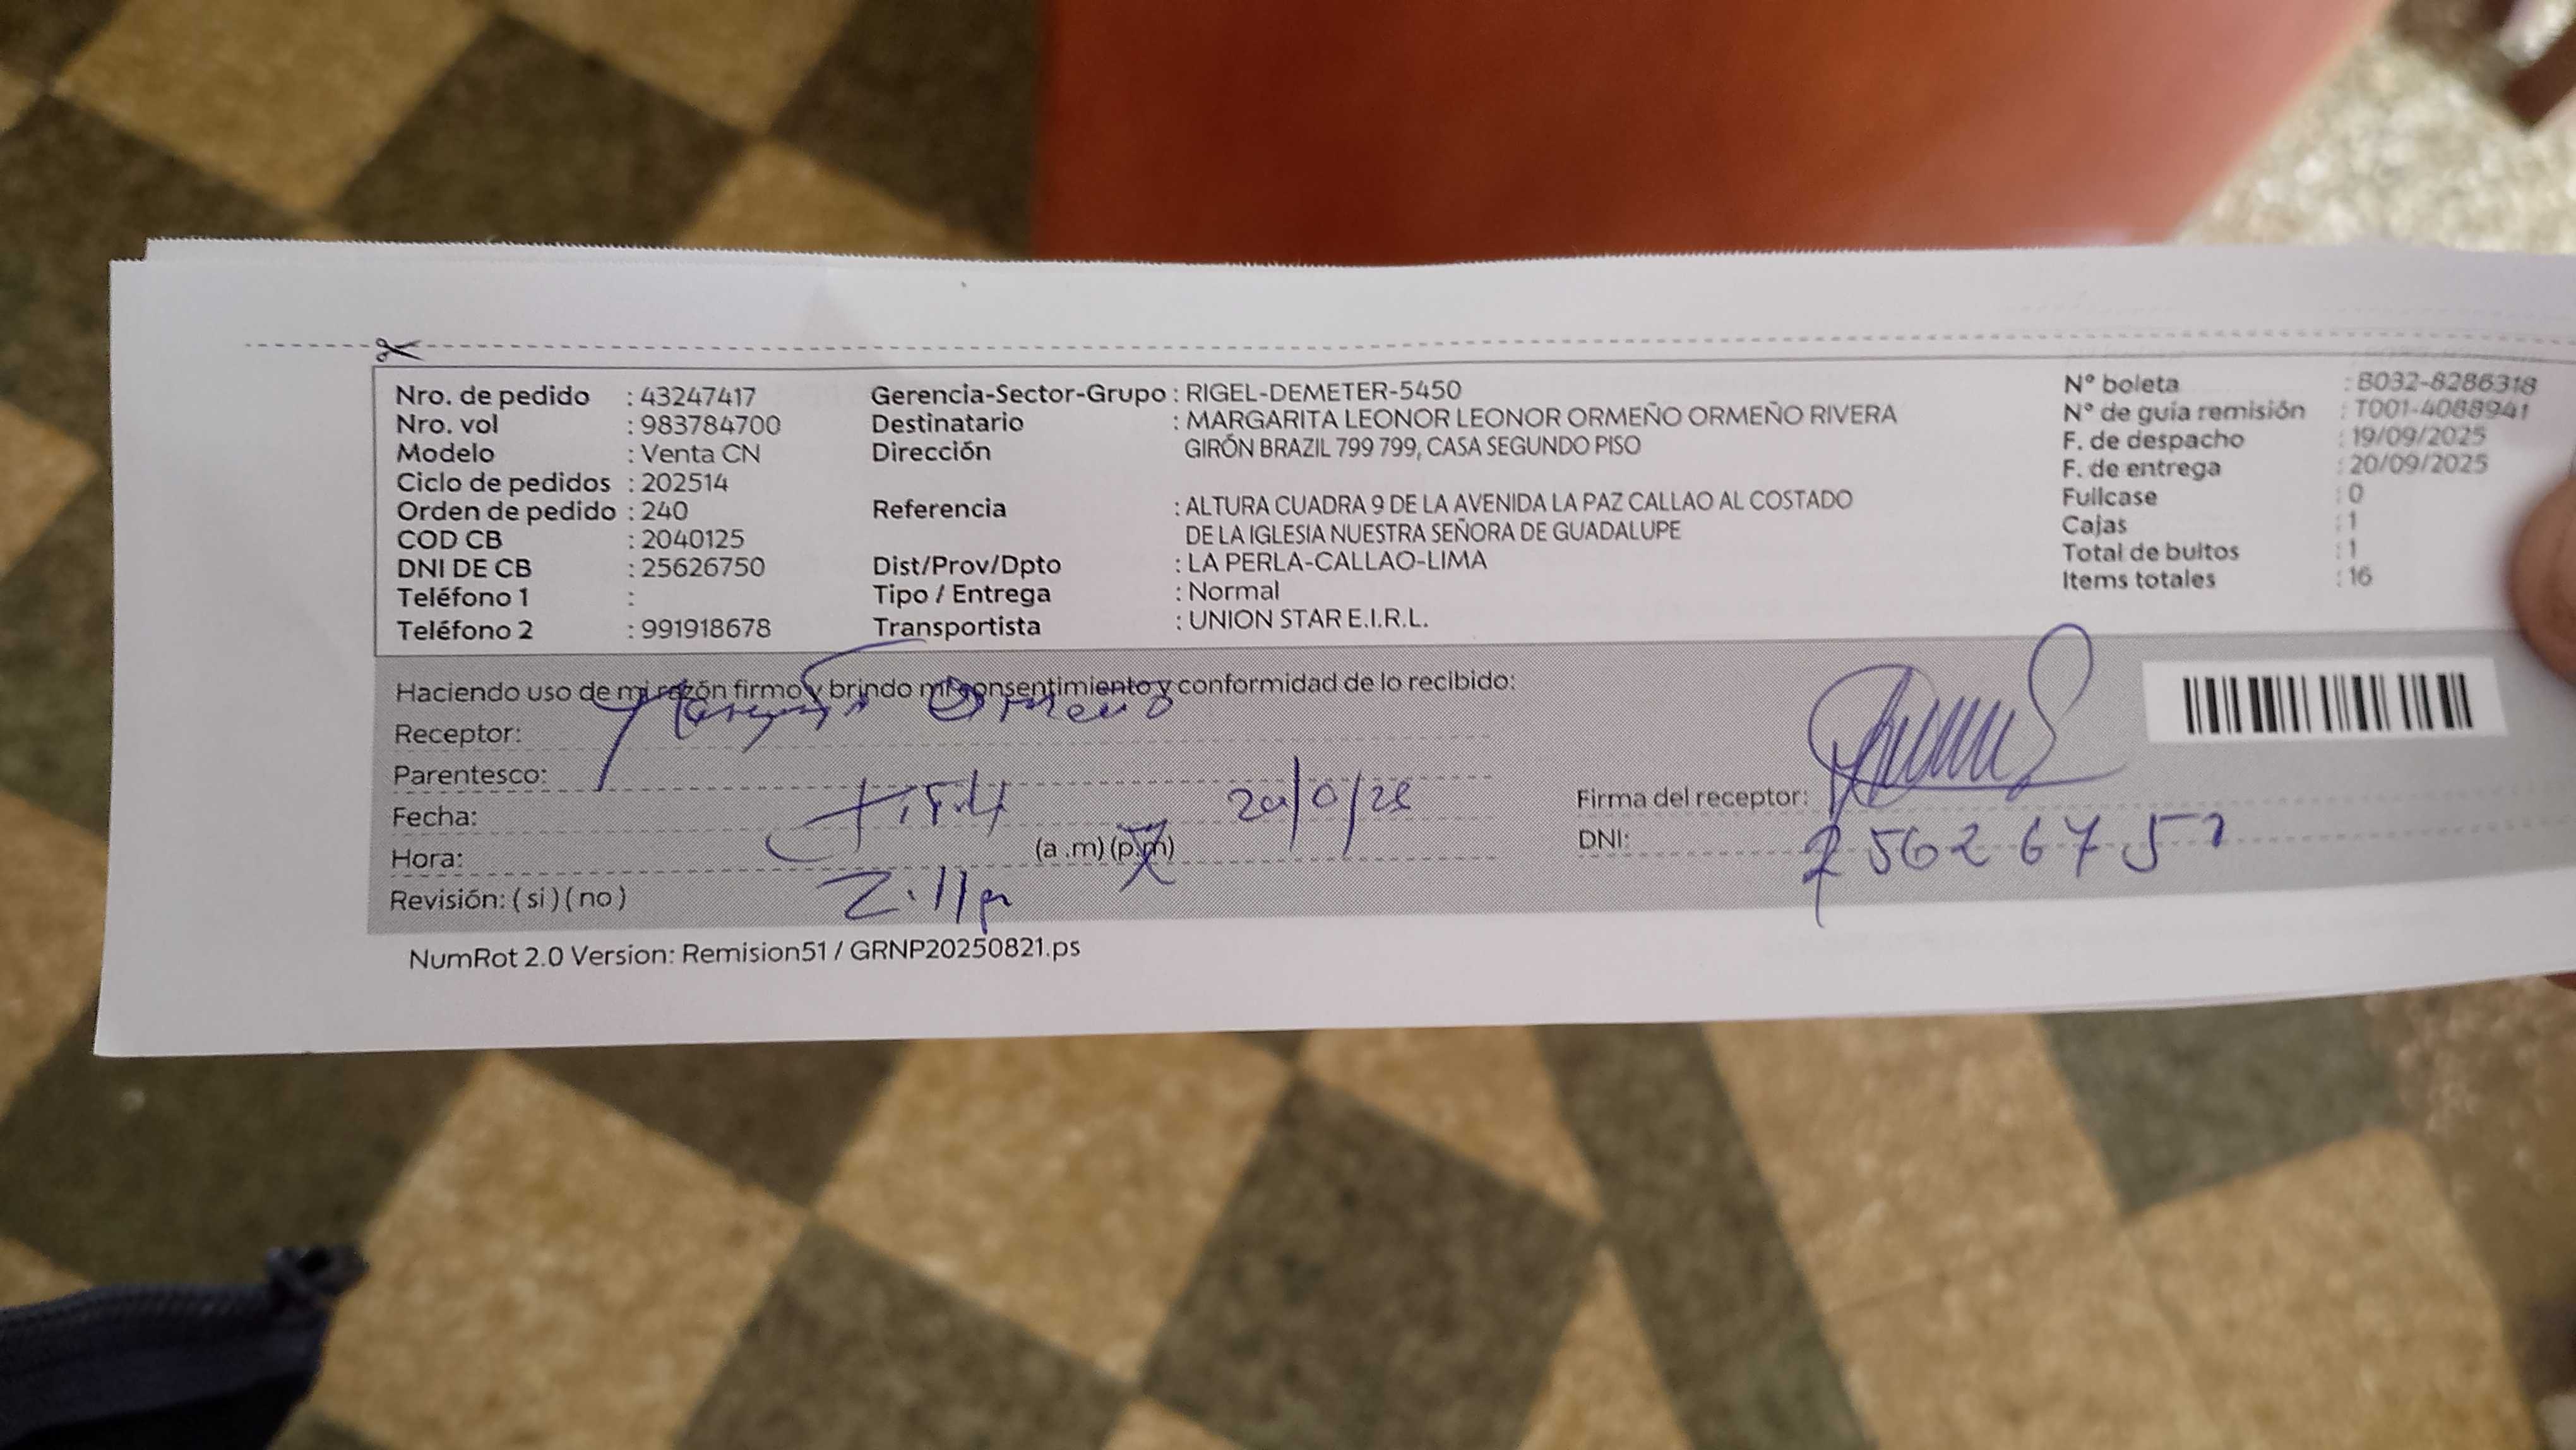 Nro. de pedido : 43247417 Gerencia-Sector-Grupo : RIGEL-DEMETER-5450 N° boleta : B032-8286318
Nro. vol : 983784700 Destinatario : MARGARITA LEONOR LEONOR ORMEÑO ORMEÑO RIVERA N° de guía remisión : T001-4088941
Modelo : Venta CN Dirección GIRÓN BRAZIL 799 799, CASA SEGUNDO PISO F. de despacho : 19/09/2025
Ciclo de pedidos : 202514 F. de entrega : 20/09/2025
Orden de pedido : 240 Referencia : ALTURA CUADRA 9 DE LA AVENIDA LA PAZ CALLAO AL COSTADO Fullcase : 0
COD CB : 2040125 DE LA IGLESIA NUESTRA SEÑORA DE GUADALUPE Cajas : 1
DNI DE CB : 25626750 Dist/Prov/Dpto : LA PERLA-CALLAO-LIMA Total de bultos : 1
Teléfono 1 : Tipo / Entrega : Normal Items totales : 16
Teléfono 2 : 991918678 Transportista : UNION STAR E.I.R.L.
Haciendo uso de mi razón firmo y brindo mi consentimiento y conformidad de lo recibido:
Receptor:
Parentesco:
Fecha: Firma del receptor:
Hora: (a .m) (p.m) DNI:
Revisión: ( si ) ( no )
NumRot 2.0 Version: Remision51 / GRNP20250821.ps